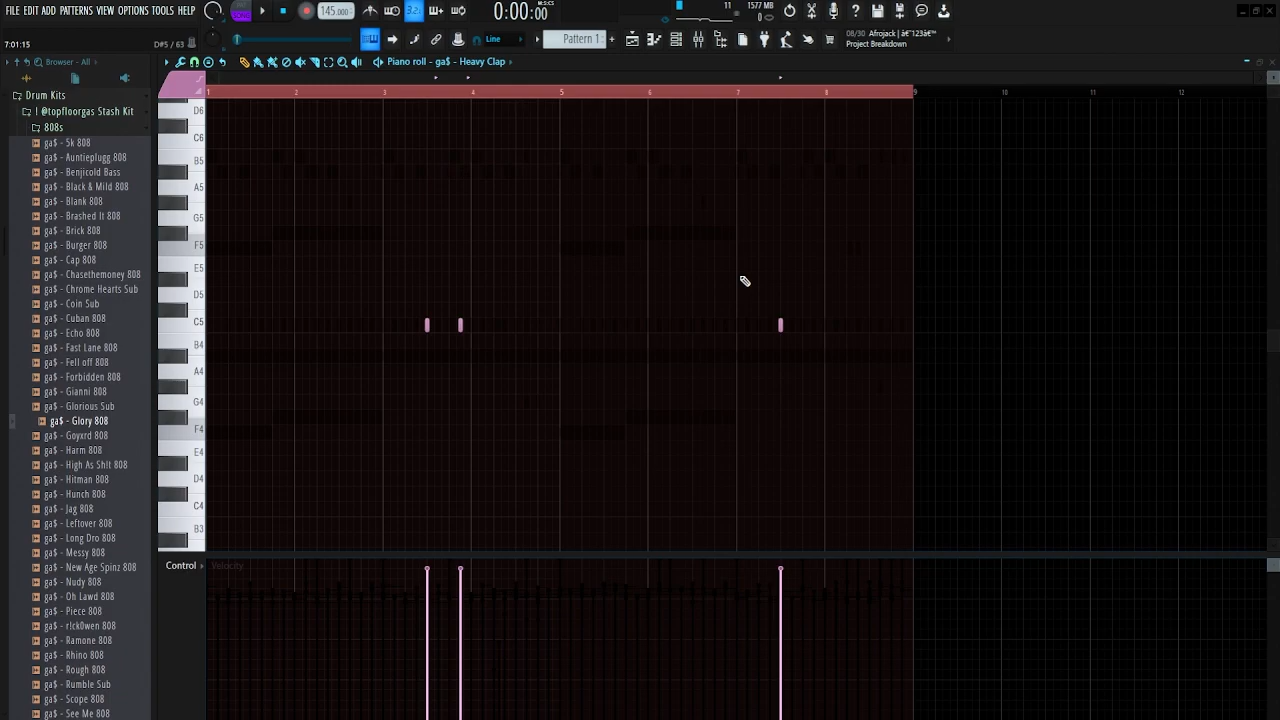 FILE EDIT ADD PATTERNS VIEW OPTIONS TOOLS HELP
SONG
145.000
3.2
0:00:00
M:S:CS
11
1577 MB
0
7:01:15
D#5 / 63
Line
Pattern 1
08/30 Afrojack | â€˜123â€™
Project Breakdown
Browser - All
Piano roll - ga$ - Heavy Clap
Drum Kits
! @topfloorgas Stash Kit
808s
ga$ - 5k 808
ga$ - Auntieplugg 808
ga$ - Benjicold Bass
ga$ - Black & Mild 808
ga$ - Blank 808
ga$ - Brashed It 808
ga$ - Brick 808
ga$ - Burger 808
ga$ - Cap 808
ga$ - Chasethemoney 808
ga$ - Chrome Hearts Sub
ga$ - Coin Sub
ga$ - Cuban 808
ga$ - Echo 808
ga$ - Fast Lane 808
ga$ - Fell off 808
ga$ - Forbidden 808
ga$ - Gianni 808
ga$ - Glorious Sub
ga$ - Glory 808
ga$ - Goyxrd 808
ga$ - Harm 808
ga$ - High As Sh!t 808
ga$ - Hitman 808
ga$ - Hunch 808
ga$ - Jag 808
ga$ - Leftover 808
ga$ - Long Dro 808
ga$ - Messy 808
ga$ - New Age Spinz 808
ga$ - Nudy 808
ga$ - Oh Lawd 808
ga$ - Piece 808
ga$ - r!ck0wen 808
ga$ - Ramone 808
ga$ - Rhino 808
ga$ - Rough 808
ga$ - Rumble Sub
ga$ - Scope 808
ga$ - See Me 808
1 2 3 4 5 6 7 8 9 10 11 12
D6
C6
B5
A5
G5
F5
E5
D5
C5
B4
A4
G4
F4
E4
D4
C4
B3
Control
Velocity